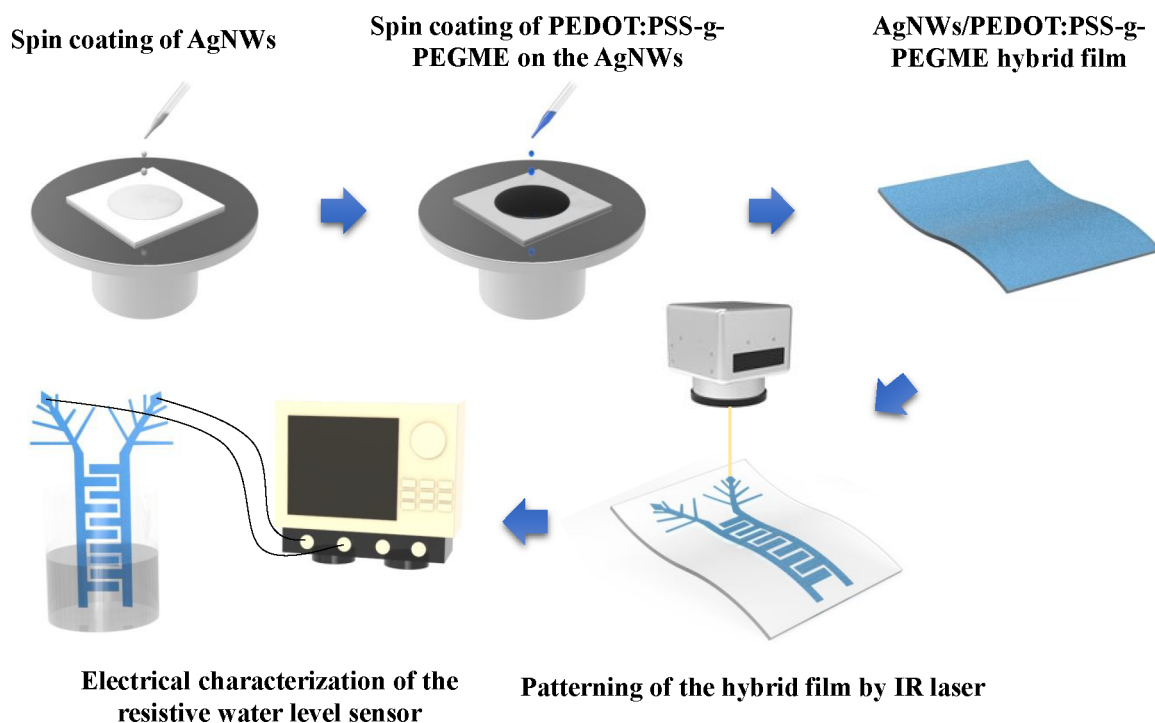 Spin coating of AgNWs
Spin coating of PEDOT:PSS-g-
PEGME on the AgNWs
AgNWs/PEDOT:PSS-g-
PEGME hybrid film
Electrical characterization of the
resistive water level sensor
Patterning of the hybrid film by IR laser